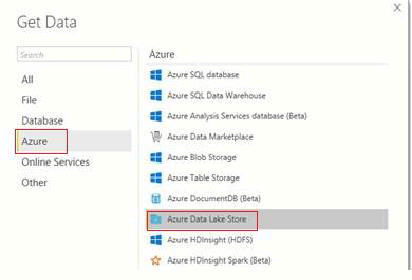 Get Data
X
Search
All
File
Database
Azure
Online Services
Other
Azure
Azure SQL database
Azure SQL Data Warehouse
Azure Analysis Services database (Beta)
Azure Data Marketplace
Azure Blob Storage
Azure Table Storage
Azure DocumentDB (Beta)
Azure Data Lake Store
Azure HDInsight (HDFS)
Azure HDInsight Spark (Beta)